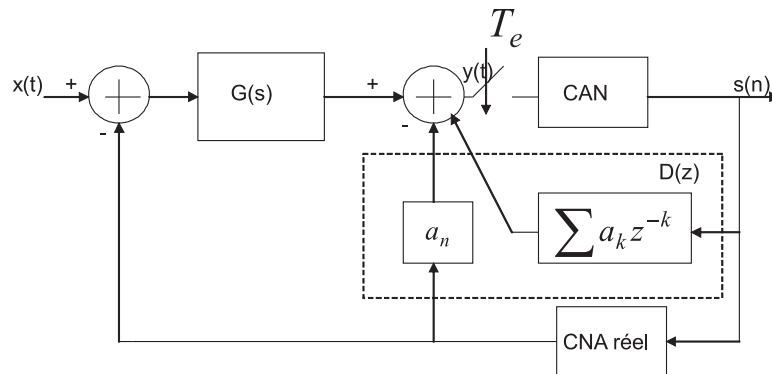 T_e
x(t)
+
-
G(s)
+
-
y(t)
CAN
s(n)
D(z)
a_n
∑ a_k z^{-k}
CNA réel